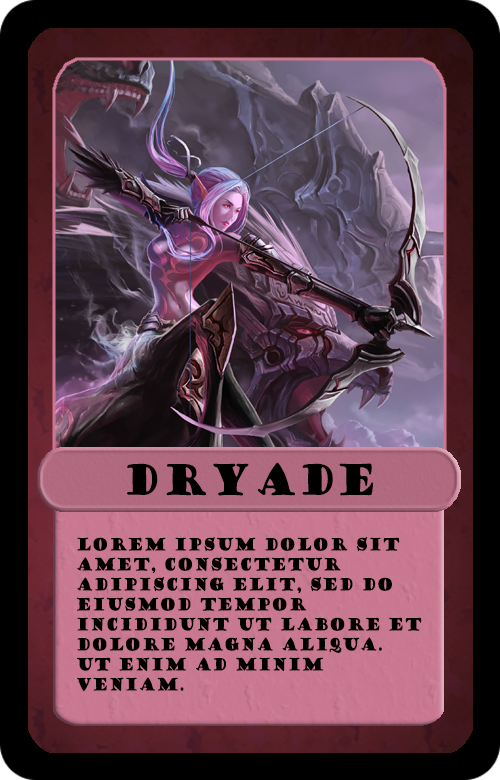 DRYADE
LOREM IPSUM DOLOR SIT
AMET, CONSECTETUR
ADIPISCING ELIT, SED DO
EIUSMOD TEMPOR
INCIDIDUNT UT LABORE ET
DOLORE MAGNA ALIQUA.
UT ENIM AD MINIM
VENIAM.